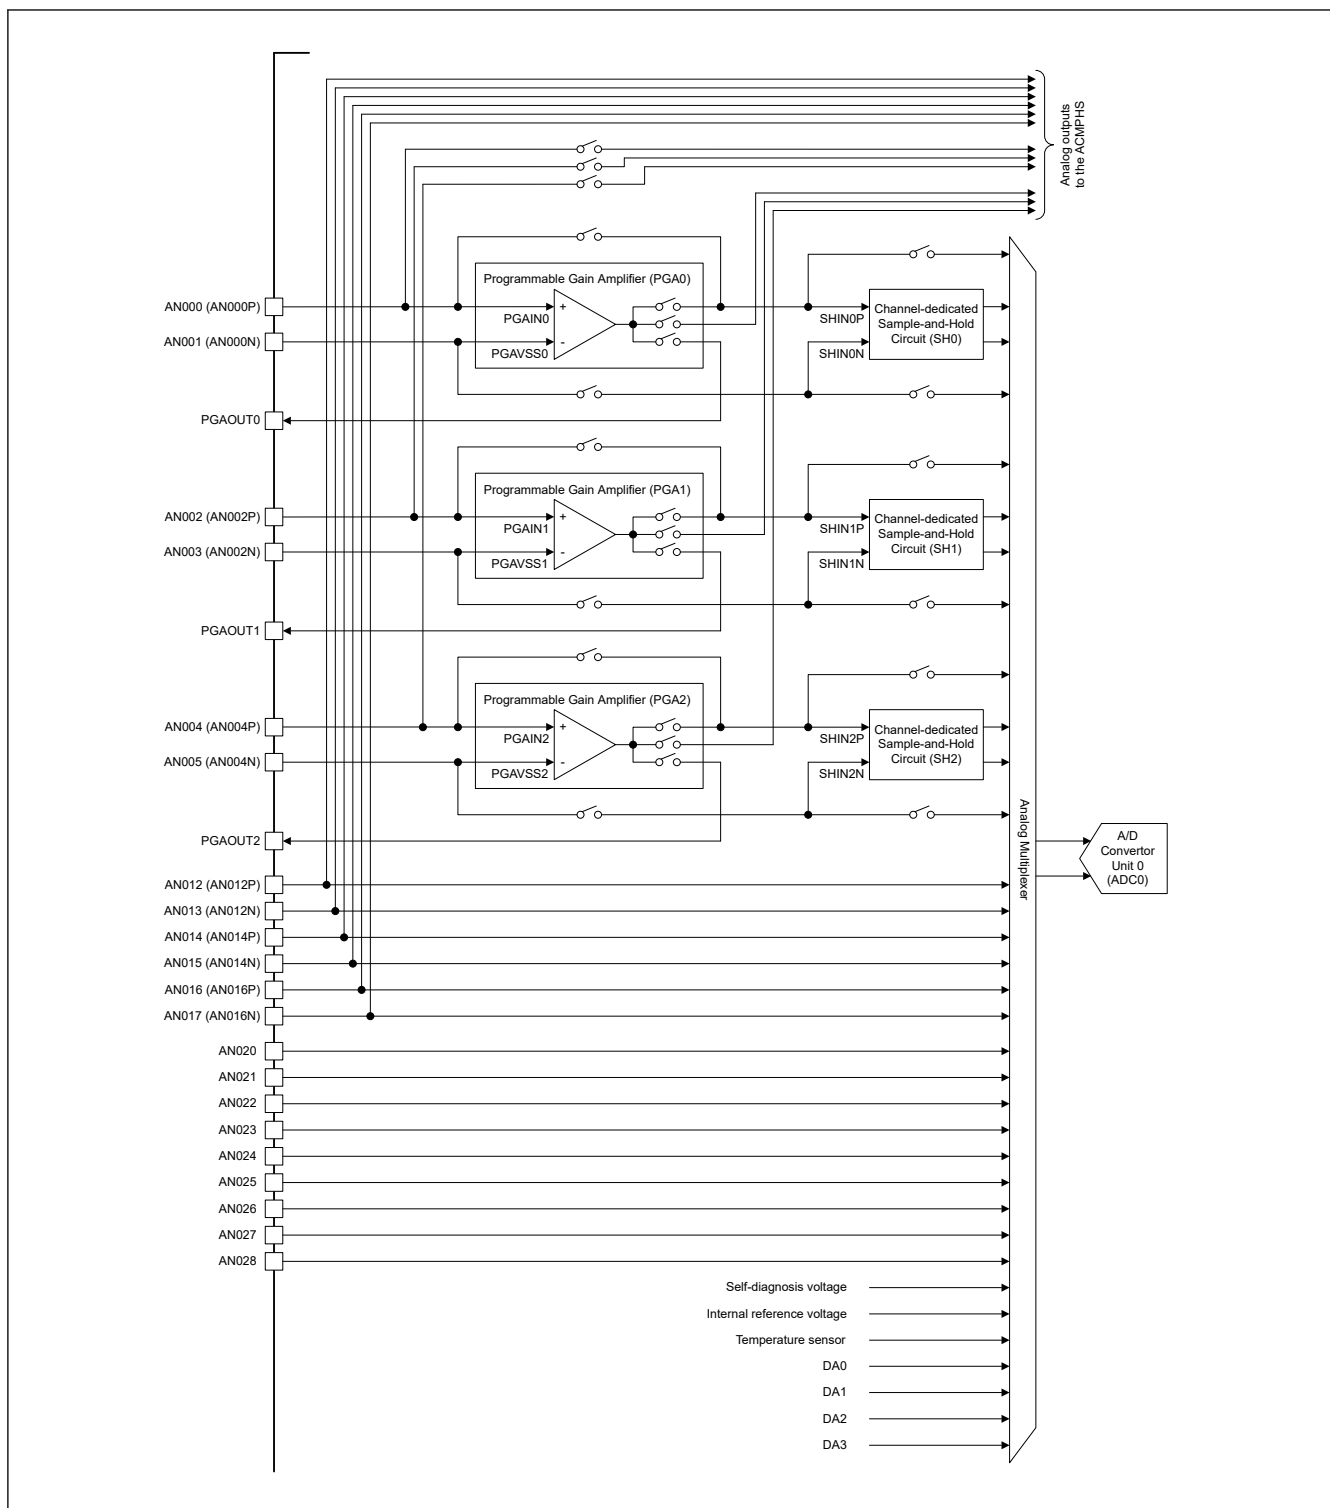 Analog outputs
to the ACMPHS
Programmable Gain Amplifier (PGA0)
AN000 (AN000P)
PGAIN0
+
SHIN0P
Channel-dedicated
Sample-and-Hold
Circuit (SH0)
AN001 (AN000N)
PGAVSS0
-
SHIN0N
PGAOUT0
Programmable Gain Amplifier (PGA1)
AN002 (AN002P)
PGAIN1
+
SHIN1P
Channel-dedicated
Sample-and-Hold
Circuit (SH1)
AN003 (AN002N)
PGAVSS1
-
SHIN1N
PGAOUT1
Programmable Gain Amplifier (PGA2)
AN004 (AN004P)
PGAIN2
+
SHIN2P
Channel-dedicated
Sample-and-Hold
Circuit (SH2)
AN005 (AN004N)
PGAVSS2
-
SHIN2N
PGAOUT2
Analog Multiplexer
A/D
Convertor
Unit 0
(ADC0)
AN012 (AN012P)
AN013 (AN012N)
AN014 (AN014P)
AN015 (AN014N)
AN016 (AN016P)
AN017 (AN016N)
AN020
AN021
AN022
AN023
AN024
AN025
AN026
AN027
AN028
Self-diagnosis voltage
Internal reference voltage
Temperature sensor
DA0
DA1
DA2
DA3